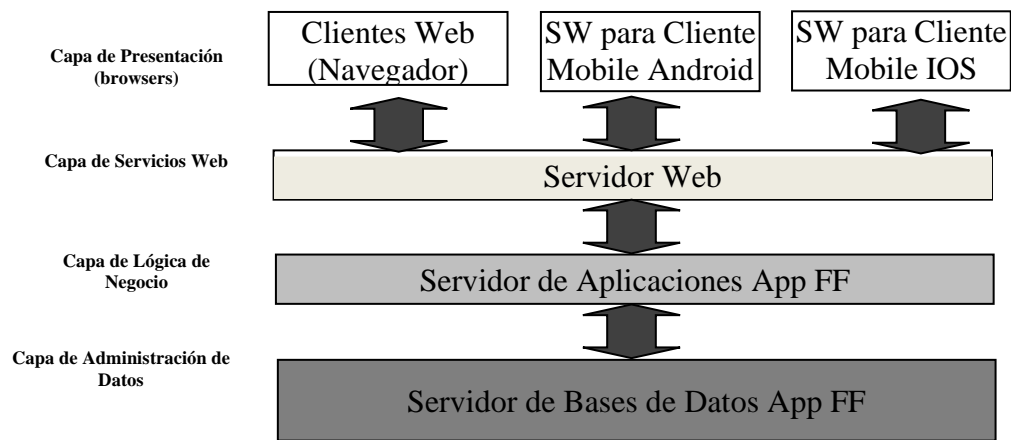 Capa de Presentación
(browsers)
Clientes Web
(Navegador)
SW para Cliente
Mobile Android
SW para Cliente
Mobile IOS
Capa de Servicios Web
Servidor Web
Capa de Lógica de
Negocio
Servidor de Aplicaciones App FF
Capa de Administración de
Datos
Servidor de Bases de Datos App FF